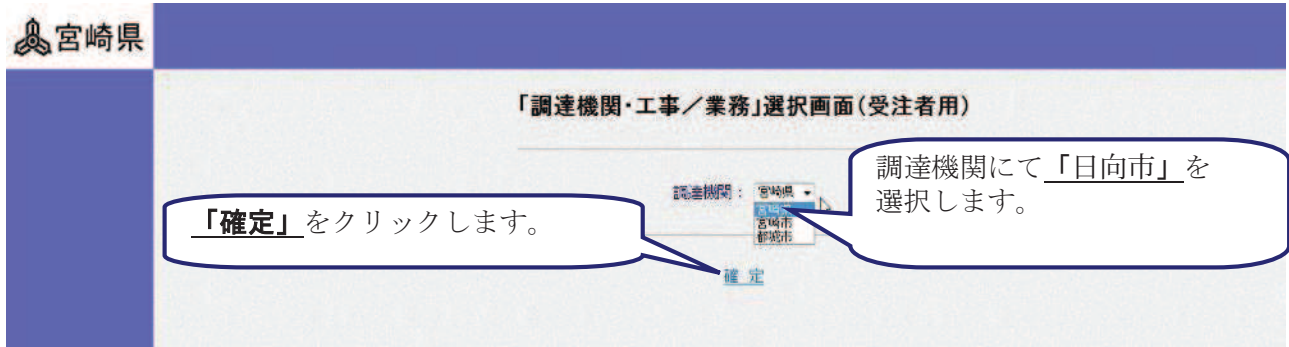 宮崎県
「調達機関・工事／業務」選択画面(受注者用)
調達機関にて「日向市」を
選択します。
調達機関： 宮崎県
宮崎県
宮崎市
都城市
「確定」をクリックします。
確 定